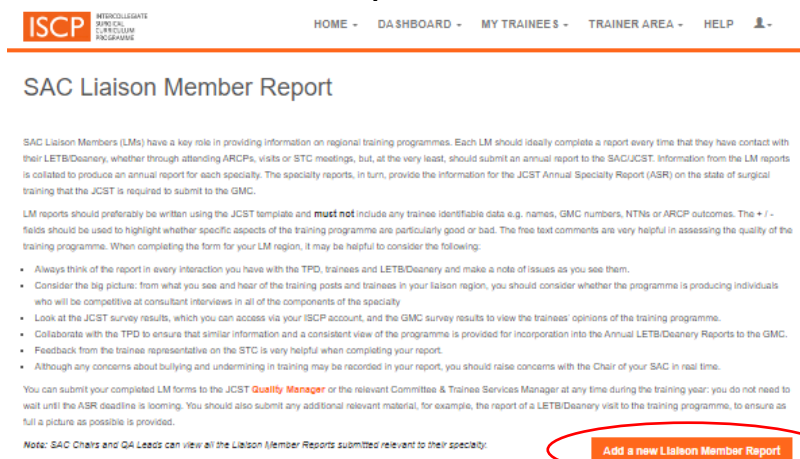 ISCP
INTERCOLLEGIATE
SURGICAL
CURRICULUM
PROGRAMME
HOME DASHBOARD MY TRAINEES TRAINER AREA HELP
SAC Liaison Member Report
SAC Liaison Members (LMs) have a key role in providing information on regional training programmes. Each LM should ideally complete a report every time that they have contact with
their LETB/Deanery, whether through attending ARCPs, visits or STC meetings, but, at the very least, should submit an annual report to the SAC/JCST. Information from the LM reports
is collated to produce an annual report for each specialty. The specialty reports, in turn, provide the information for the JCST Annual Specialty Report (ASR) on the state of surgical
training that the JCST is required to submit to the GMC.
LM reports should preferably be written using the JCST template and must not include any trainee identifiable data e.g. names, GMC numbers, NTNs or ARCP outcomes. The + / -
fields should be used to highlight whether specific aspects of the training programme are particularly good or bad. The free text comments are very helpful in assessing the quality of the
training programme. When completing the form for your LM region, it may be helpful to consider the following:
• Always think of the report in every interaction you have with the TPD, trainees and LETB/Deanery and make a note of issues as you see them.
• Consider the big picture: from what you see and hear of the training posts and trainees in your liaison region, you should consider whether the programme is producing individuals
who will be competitive at consultant interviews in all of the components of the specialty
• Look at the JCST survey results, which you can access via your ISCP account, and the GMC survey results to view the trainees' opinions of the training programme.
• Collaborate with the TPD to ensure that similar information and a consistent view of the programme is provided for incorporation into the Annual LETB/Deanery Reports to the GMC.
• Feedback from the trainee representative on the STC is very helpful when completing your report.
• Although any concerns about bullying and undermining in training may be recorded in your report, you should raise concerns with the Chair of your SAC in real time.
You can submit your completed LM forms to the JCST Quality Manager or the relevant Committee & Trainee Services Manager at any time during the training year; you do not need to
wait until the ASR deadline is looming. You should also submit any additional relevant material, for example, the report of a LETB/Deanery visit to the training programme, to ensure as
full a picture as possible is provided.
Note: SAC Chairs and QA Leads can view all the Liaison Member Reports submitted relevant to their specialty.
Add a new Liaison Member Report